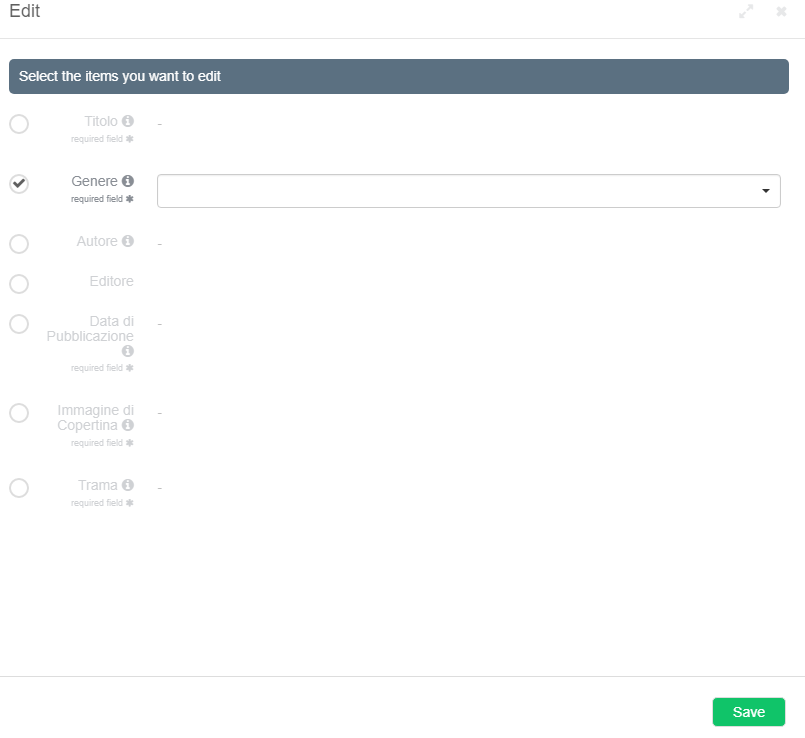 Edit
Select the items you want to edit
Titolo
-
required field *
Genere
required field *
Autore
-
Editore
Data di
-
Pubblicazione
required field *
Immagine di
-
Copertina
required field *
Trama
-
required field *
Save